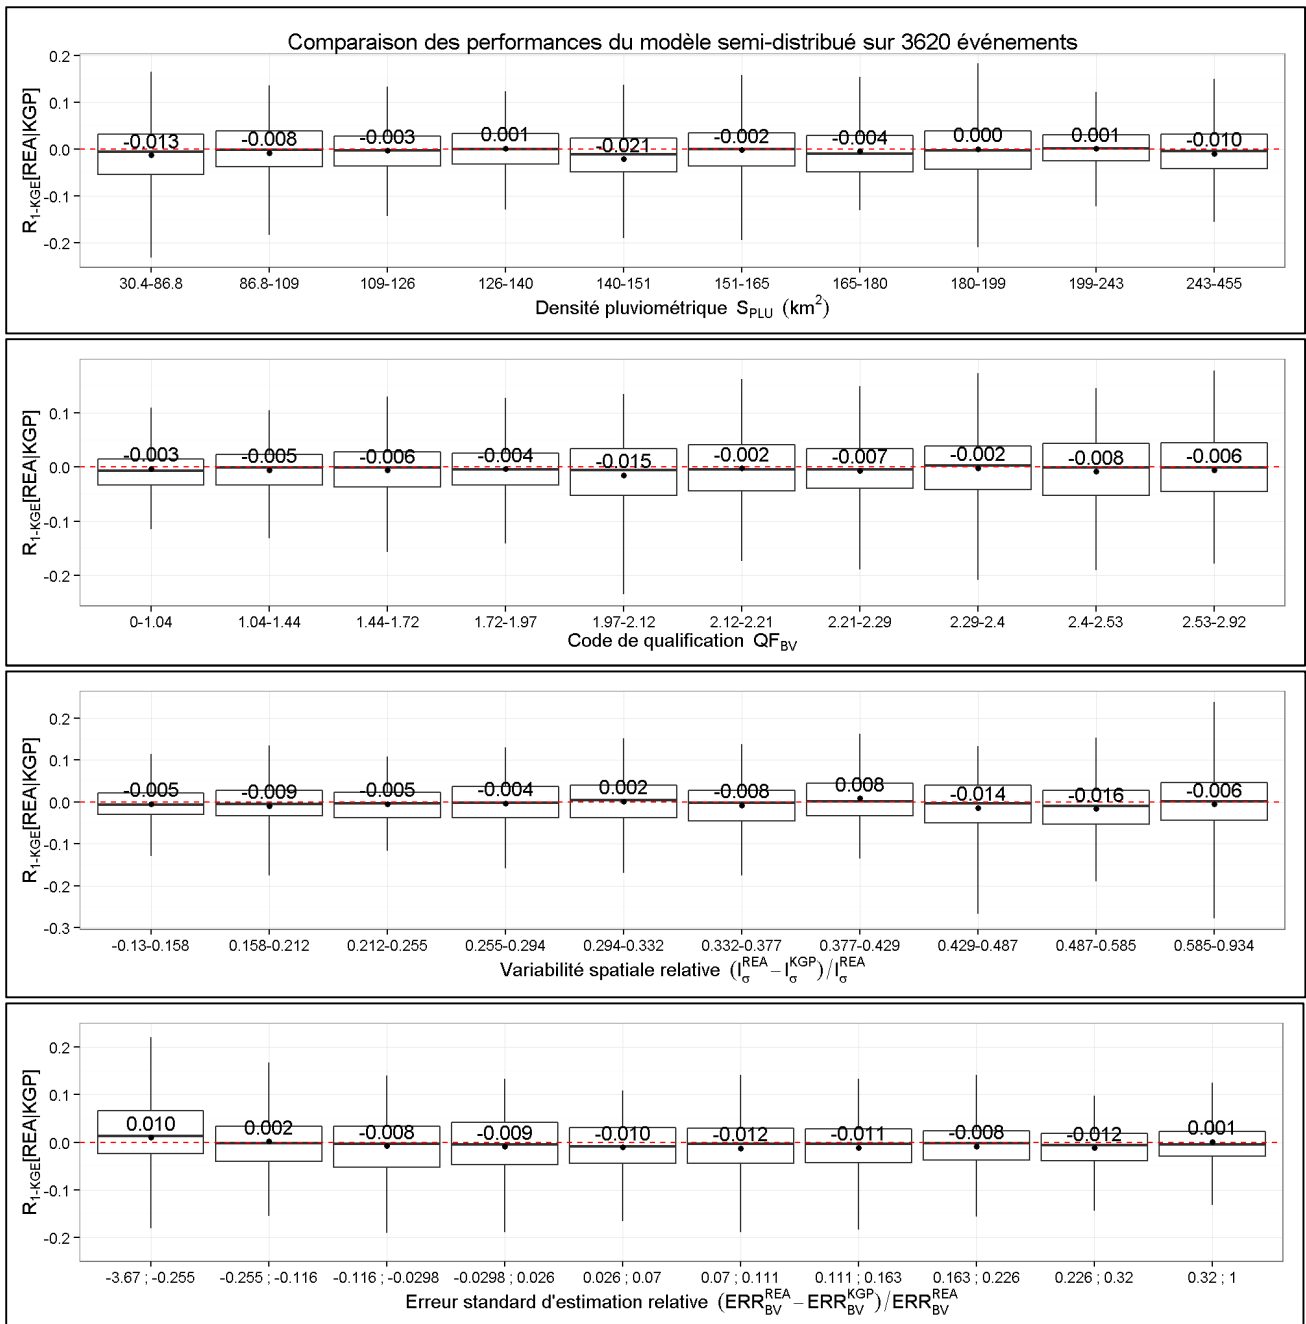 Comparaison des performances du modèle semi-distribué sur 3620 événements
R1-KGE[REA|KGP]
0.2
0.1
0.0
-0.1
-0.2
-0.013 -0.008 -0.003 0.001 -0.021 -0.002 -0.004 0.000 0.001 -0.010
30.4-86.8 86.8-109 109-126 126-140 140-151 151-165 165-180 180-199 199-243 243-455
Densité pluviométrique SPLU (km²)
R1-KGE[REA|KGP]
0.1
0.0
-0.1
-0.2
-0.003 -0.005 -0.006 -0.004 -0.015 -0.002 -0.007 -0.002 -0.008 -0.006
0-1.04 1.04-1.44 1.44-1.72 1.72-1.97 1.97-2.12 2.12-2.21 2.21-2.29 2.29-2.4 2.4-2.53 2.53-2.92
Code de qualification QFBV
R1-KGE[REA|KGP]
0.2
0.1
0.0
-0.1
-0.2
-0.3
-0.005 -0.009 -0.005 -0.004 0.002 -0.008 0.008 -0.014 -0.016 -0.006
-0.13-0.158 0.158-0.212 0.212-0.255 0.255-0.294 0.294-0.332 0.332-0.377 0.377-0.429 0.429-0.487 0.487-0.585 0.585-0.934
Variabilité spatiale relative (IσREA − IσKGP)/IσREA
R1-KGE[REA|KGP]
0.2
0.1
0.0
-0.1
-0.2
0.010 0.002 -0.008 -0.009 -0.010 -0.012 -0.011 -0.008 -0.012 0.001
-3.67 ; -0.255 -0.255 ; -0.116 -0.116 ; -0.0298 -0.0298 ; 0.026 0.026 ; 0.07 0.07 ; 0.111 0.111 ; 0.163 0.163 ; 0.226 0.226 ; 0.32 0.32 ; 1
Erreur standard d'estimation relative (ERRBVREA − ERRBVKGP)/ERRBVREA